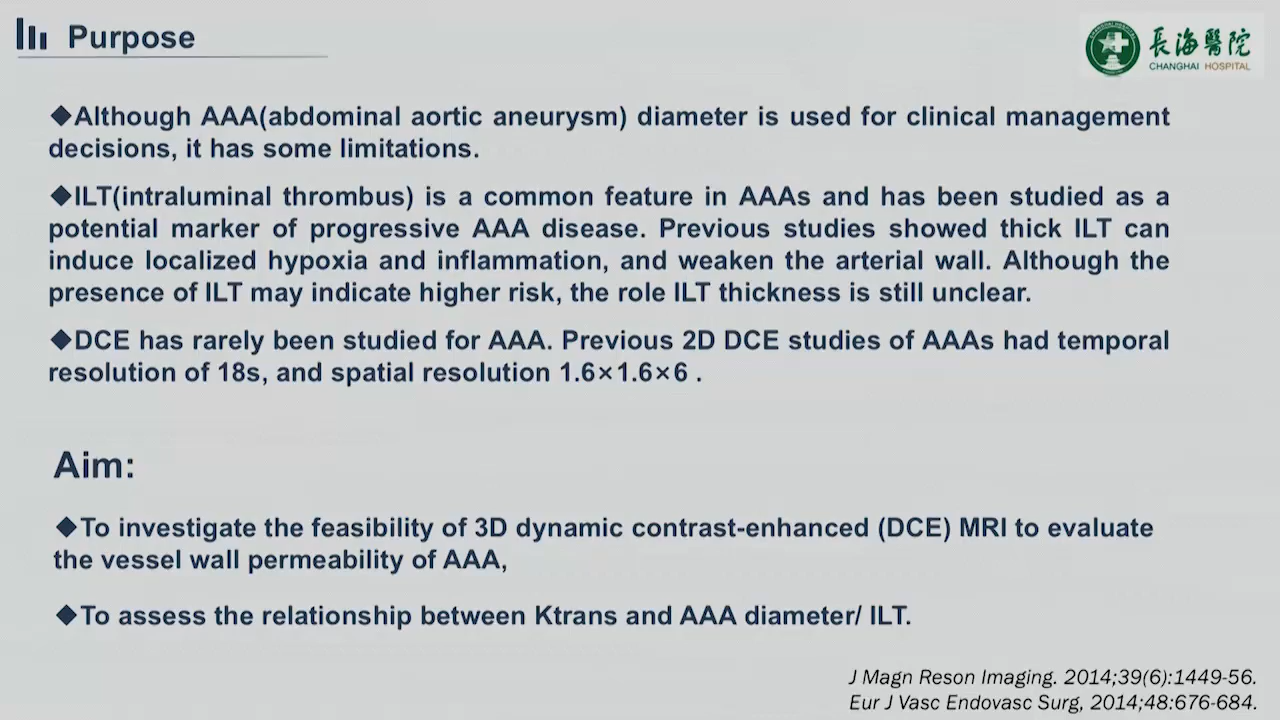 Purpose
長海醫院
CHANGHAI HOSPITAL
◆Although AAA(abdominal aortic aneurysm) diameter is used for clinical management
decisions, it has some limitations.
◆ILT(intraluminal thrombus) is a common feature in AAAs and has been studied as a
potential marker of progressive AAA disease. Previous studies showed thick ILT can
induce localized hypoxia and inflammation, and weaken the arterial wall. Although the
presence of ILT may indicate higher risk, the role ILT thickness is still unclear.
◆DCE has rarely been studied for AAA. Previous 2D DCE studies of AAAs had temporal
resolution of 18s, and spatial resolution 1.6×1.6×6 .
Aim:
◆To investigate the feasibility of 3D dynamic contrast-enhanced (DCE) MRI to evaluate
the vessel wall permeability of AAA,
◆To assess the relationship between Ktrans and AAA diameter/ ILT.
J Magn Reson Imaging. 2014;39(6):1449-56.
Eur J Vasc Endovasc Surg, 2014;48:676-684.